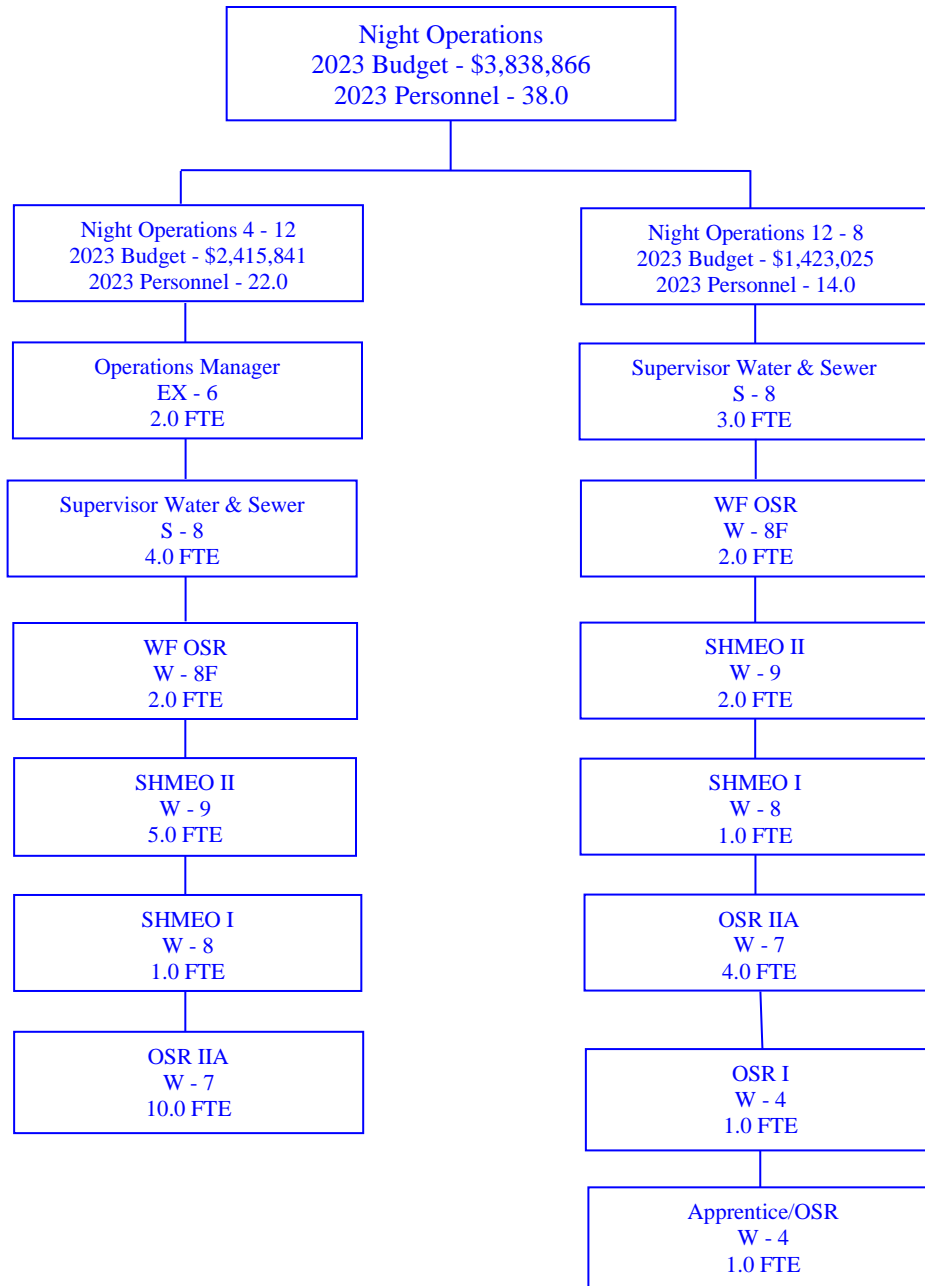 Night Operations
2023 Budget - $3,838,866
2023 Personnel - 38.0
Night Operations 4 - 12
2023 Budget - $2,415,841
2023 Personnel - 22.0
Operations Manager
EX - 6
2.0 FTE
Supervisor Water & Sewer
S - 8
4.0 FTE
WF OSR
W - 8F
2.0 FTE
SHMEO II
W - 9
5.0 FTE
SHMEO I
W - 8
1.0 FTE
OSR IIA
W - 7
10.0 FTE
Night Operations 12 - 8
2023 Budget - $1,423,025
2023 Personnel - 14.0
Supervisor Water & Sewer
S - 8
3.0 FTE
WF OSR
W - 8F
2.0 FTE
SHMEO II
W - 9
2.0 FTE
SHMEO I
W - 8
1.0 FTE
OSR IIA
W - 7
4.0 FTE
OSR I
W - 4
1.0 FTE
Apprentice/OSR
W - 4
1.0 FTE